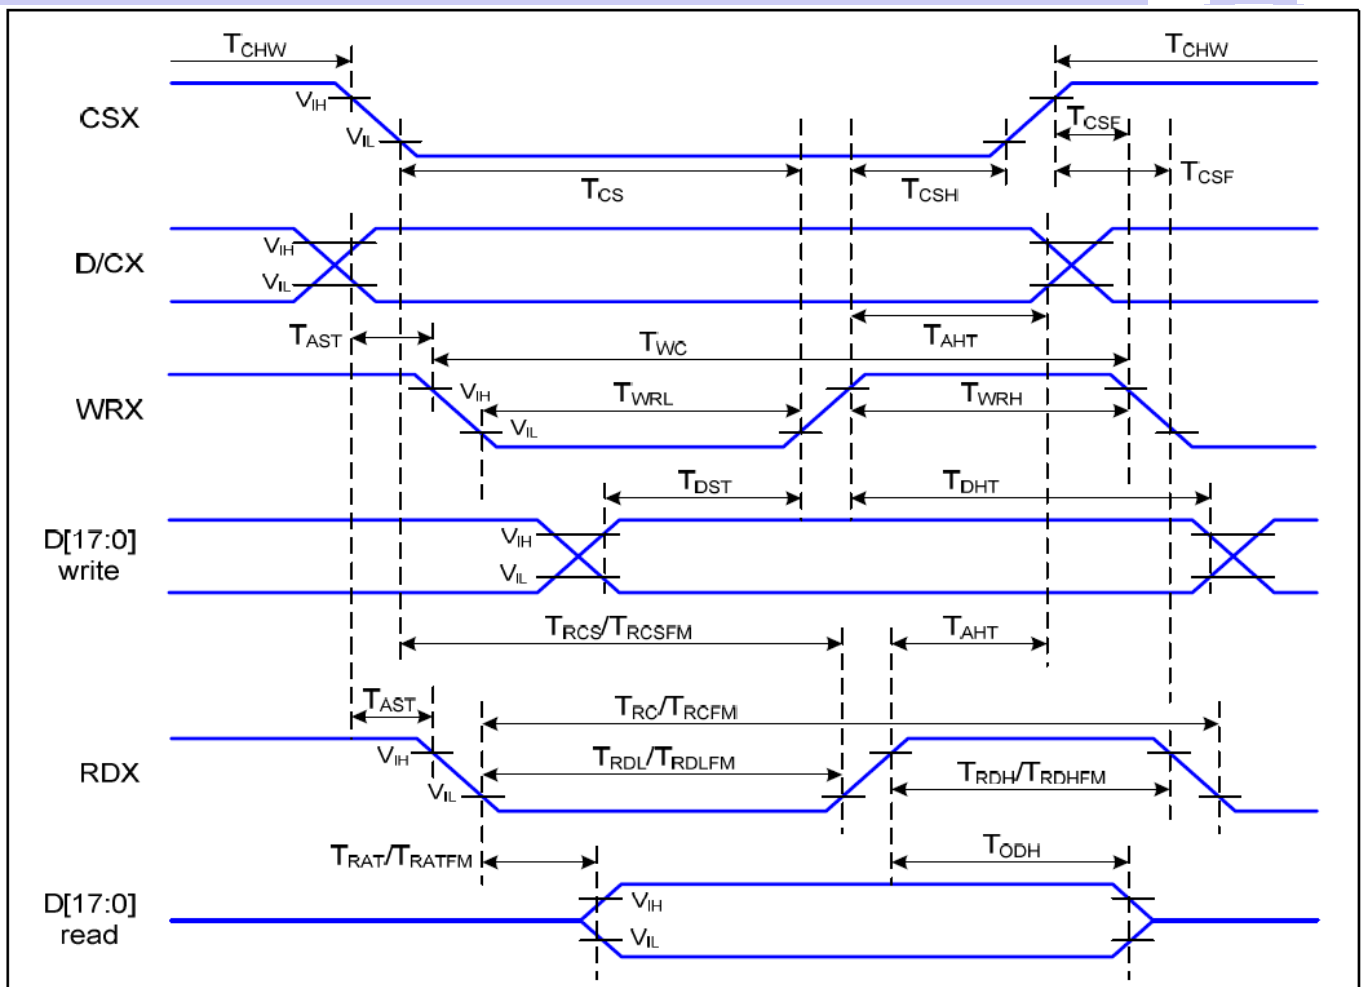 TCHW TCHW
VIH
CSX
TCSF
VIL
TCS TCSH TCSF
VIH
D/CX
VIL
TAST TWC TAHT
VIH
WRX TWRL TWRH
VIL
TDST TDHT
D[17:0]
write
VIH
VIL
TRCS/TRCSFM TAHT
TAST TRC/TRCFM
VIH
RDX TRDL/TRDLFM TRDH/TRDHFM
VIL
TRAT/TRATFM TODH
D[17:0]
read
VIH
VIL